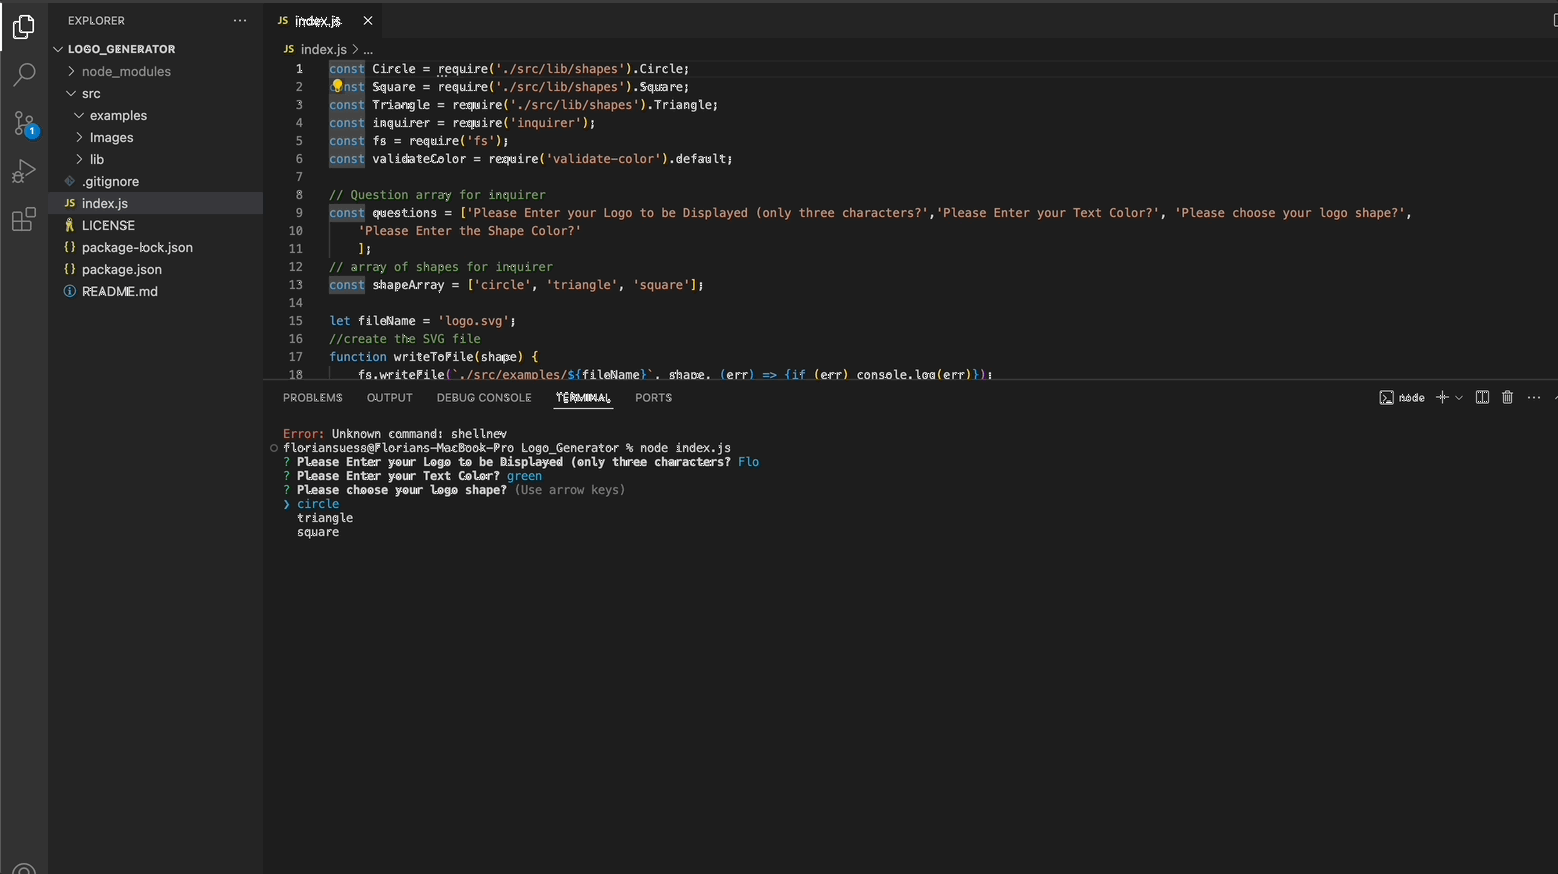 EXPLORER
LOGO_GENERATOR
node_modules
src
examples
Images
lib
.gitignore
JS index.js
LICENSE
{} package-lock.json
{} package.json
README.md
1
JS index.js
JS index.js > ...
1 const Circle = require('./src/lib/shapes').Circle;
2 const Square = require('./src/lib/shapes').Square;
3 const Triangle = require('./src/lib/shapes').Triangle;
4 const inquirer = require('inquirer');
5 const fs = require('fs');
6 const validateColor = require('validate-color').default;
7
8 // Question array for inquirer
9 const questions = ['Please Enter your Logo to be Displayed (only three characters?','Please Enter your Text Color?', 'Please choose your logo shape?',
10 'Please Enter the Shape Color?'
11 ];
12 // array of shapes for inquirer
13 const shapeArray = ['circle', 'triangle', 'square'];
14
15 let fileName = 'logo.svg';
16 //create the SVG file
17 function writeToFile(shape) {
18 fs.writeFile(`./src/examples/${fileName}`, shape, (err) => {if (err) console.log(err)});
PROBLEMS OUTPUT DEBUG CONSOLE TERMINAL PORTS
node
Error: Unknown command: shellnev
floriansuess@Florians-MacBook-Pro Logo_Generator % node index.js
? Please Enter your Logo to be Displayed (only three characters? Flo
? Please Enter your Text Color? green
? Please choose your logo shape? (Use arrow keys)
❯ circle
triangle
square